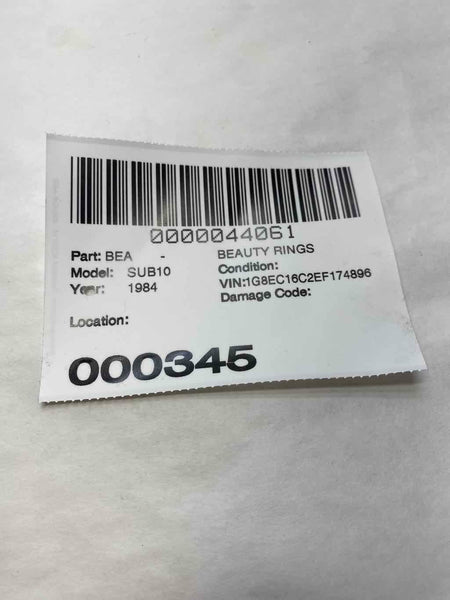 0000044061
Part: BEA - BEAUTY RINGS
Model: SUB10 Condition:
Year: 1984 VIN:1G8EC16C2EF174896
Damage Code:
Location:
000345